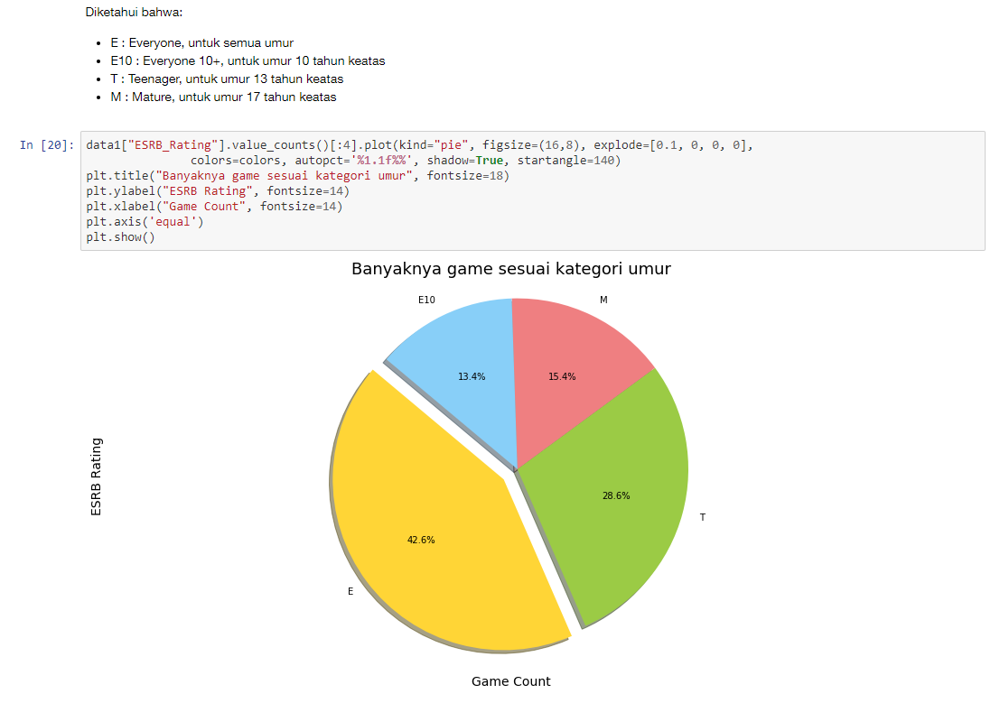 Diketahui bahwa:
• E : Everyone, untuk semua umur
• E10 : Everyone 10+, untuk umur 10 tahun keatas
• T : Teenager, untuk umur 13 tahun keatas
• M : Mature, untuk umur 17 tahun keatas
In [20]: data1["ESRB_Rating"].value_counts()[:4].plot(kind="pie", figsize=(16,8), explode=[0.1, 0, 0, 0],
colors=colors, autopct='%1.1f%%', shadow=True, startangle=140)
plt.title("Banyaknya game sesuai kategori umur", fontsize=18)
plt.ylabel("ESRB Rating", fontsize=14)
plt.xlabel("Game Count", fontsize=14)
plt.axis('equal')
plt.show()
Banyaknya game sesuai kategori umur
E10
M
13.4%
15.4%
ESRB Rating
28.6%
T
42.6%
E
Game Count